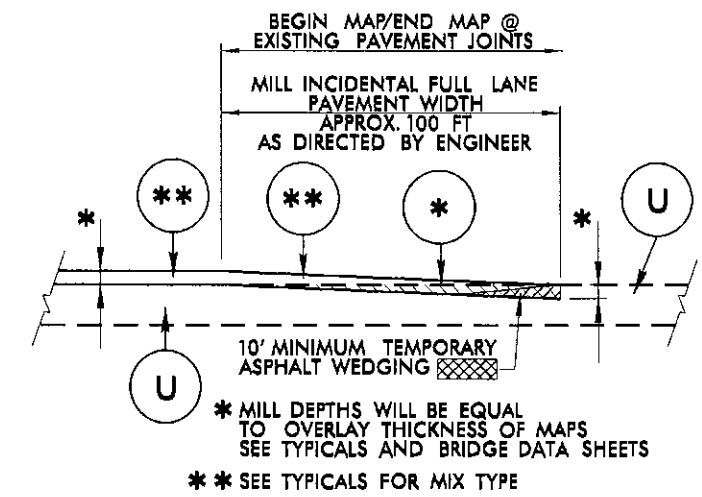 BEGIN MAP/END MAP @
EXISTING PAVEMENT JOINTS
MILL INCIDENTAL FULL LANE
PAVEMENT WIDTH
APPROX. 100 FT
AS DIRECTED BY ENGINEER
* ** ** * * U
U
10' MINIMUM TEMPORARY
ASPHALT WEDGING
* MILL DEPTHS WILL BE EQUAL
TO OVERLAY THICKNESS OF MAPS
SEE TYPICALS AND BRIDGE DATA SHEETS
** SEE TYPICALS FOR MIX TYPE